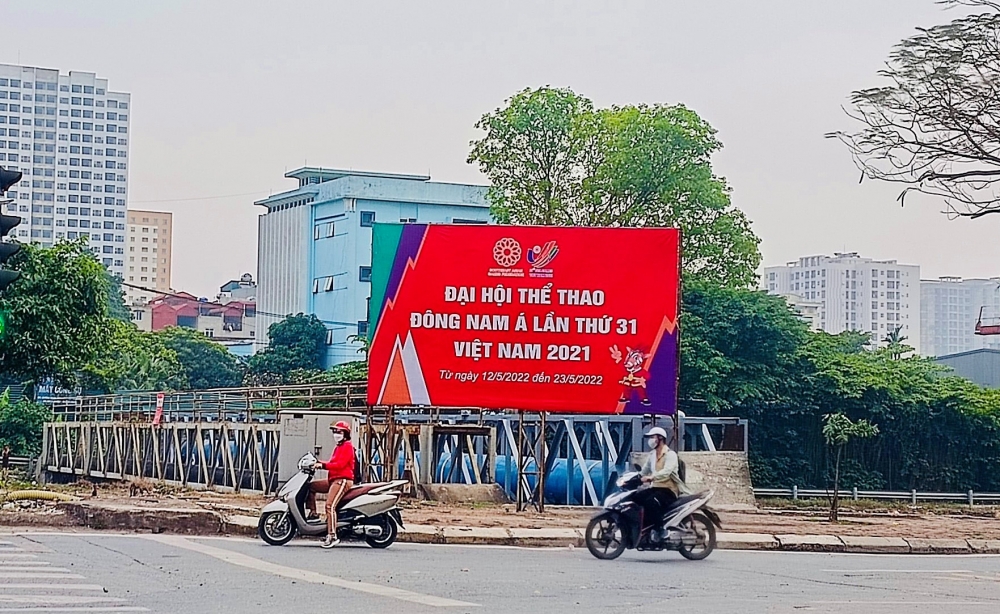 ĐẠI HỘI THỂ THAO
ĐÔNG NAM Á LẦN THỨ 31
VIỆT NAM 2021
Từ ngày 12/5/2022 đến 23/5/2022